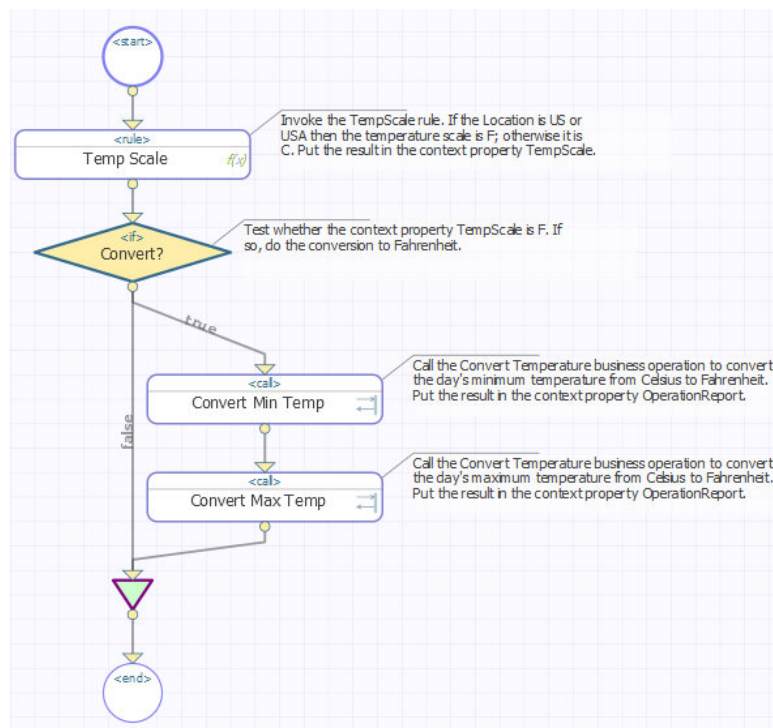 <start>
Invoke the TempScale rule. If the Location is US or
USA then the temperature scale is F; otherwise it is
C. Put the result in the context property TempScale.
<rule>
Temp Scale
f(x)
Test whether the context property TempScale is F. If
so, do the conversion to Fahrenheit.
<if>
Convert?
true
false
Call the Convert Temperature business operation to convert
the day's minimum temperature from Celsius to Fahrenheit.
Put the result in the context property OperationReport.
<call>
Convert Min Temp
Call the Convert Temperature business operation to convert
the day's maximum temperature from Celsius to Fahrenheit.
Put the result in the context property OperationReport.
<call>
Convert Max Temp
<end>